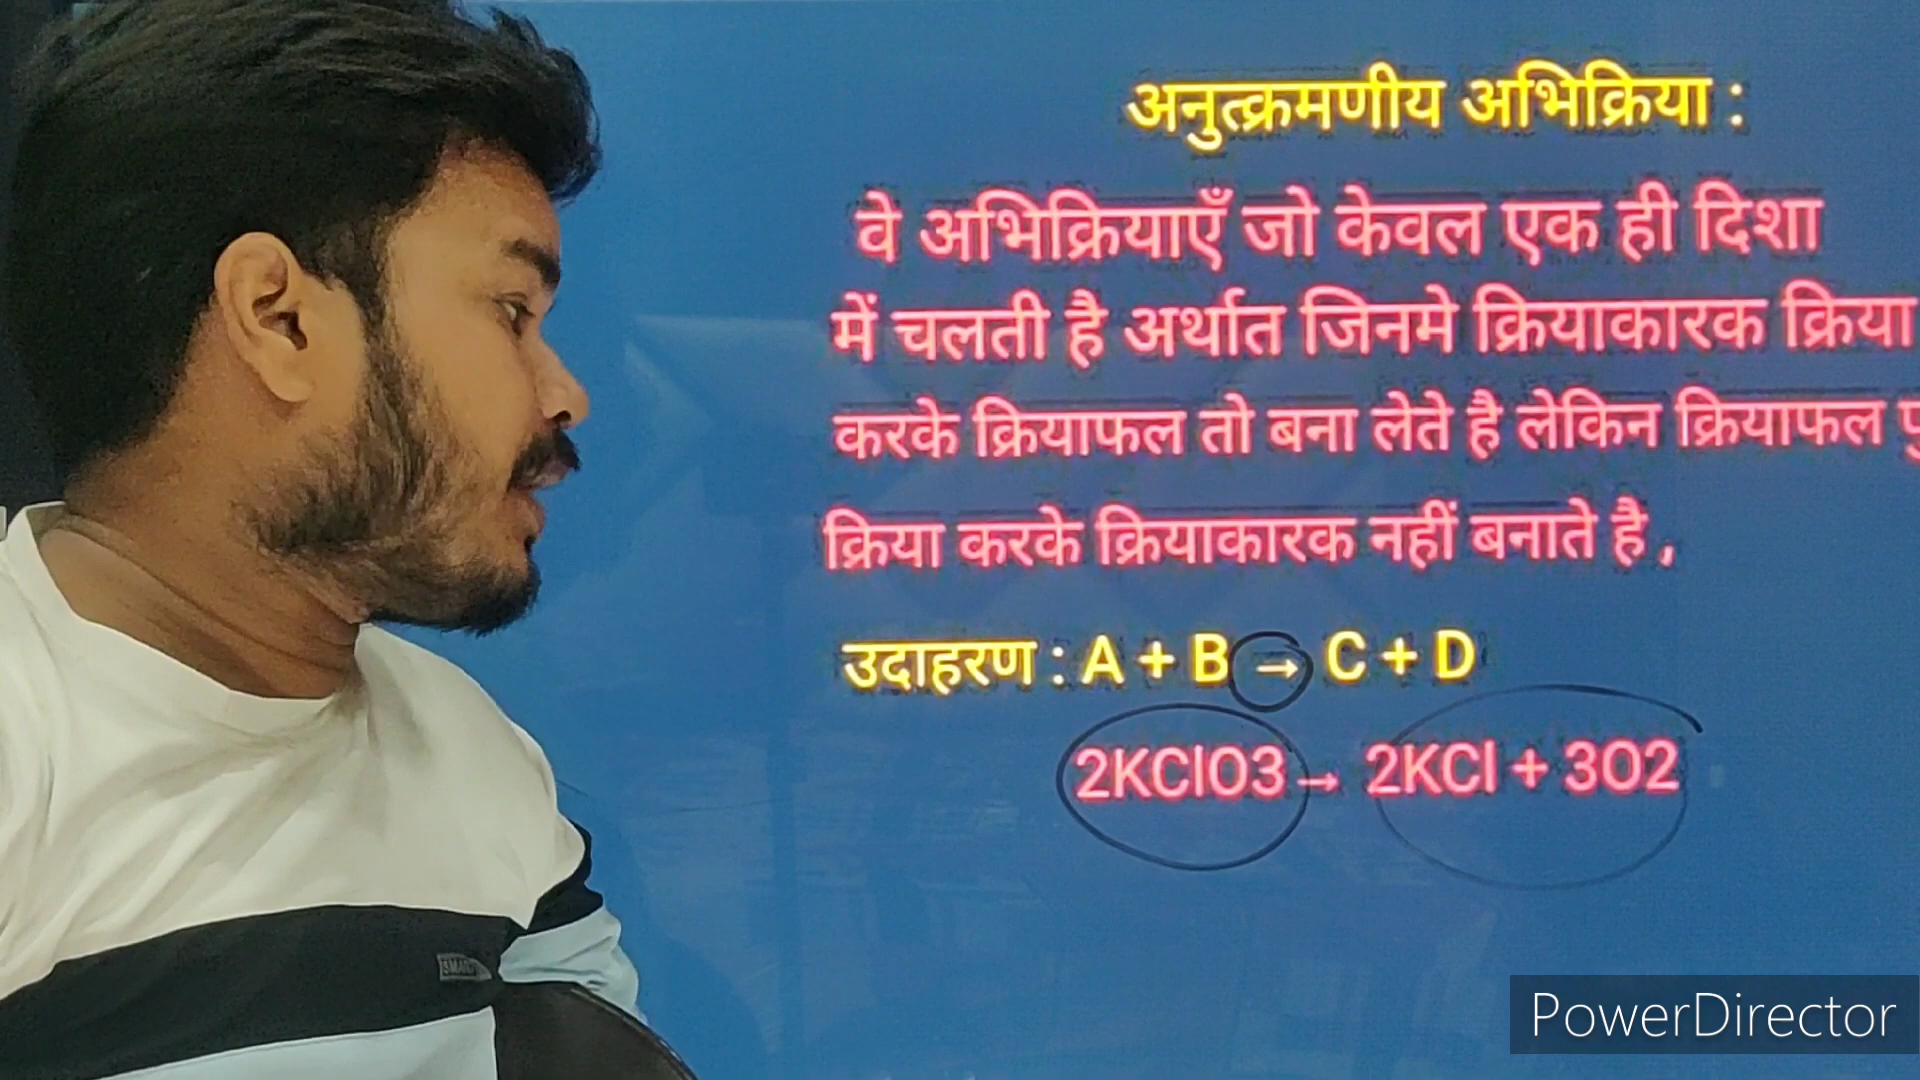 अनुत्क्रमणीय अभिक्रिया :
वे अभिक्रियाएँ जो केवल एक ही दिशा
में चलती है अर्थात जिनमे क्रियाकारक क्रिया
करके क्रियाफल तो बना लेते है लेकिन क्रियाफल
क्रिया करके क्रियाकारक नहीं बनाते है ,
उदाहरण : A + B → C + D
2KClO3 → 2KCl + 3O2
PowerDirector